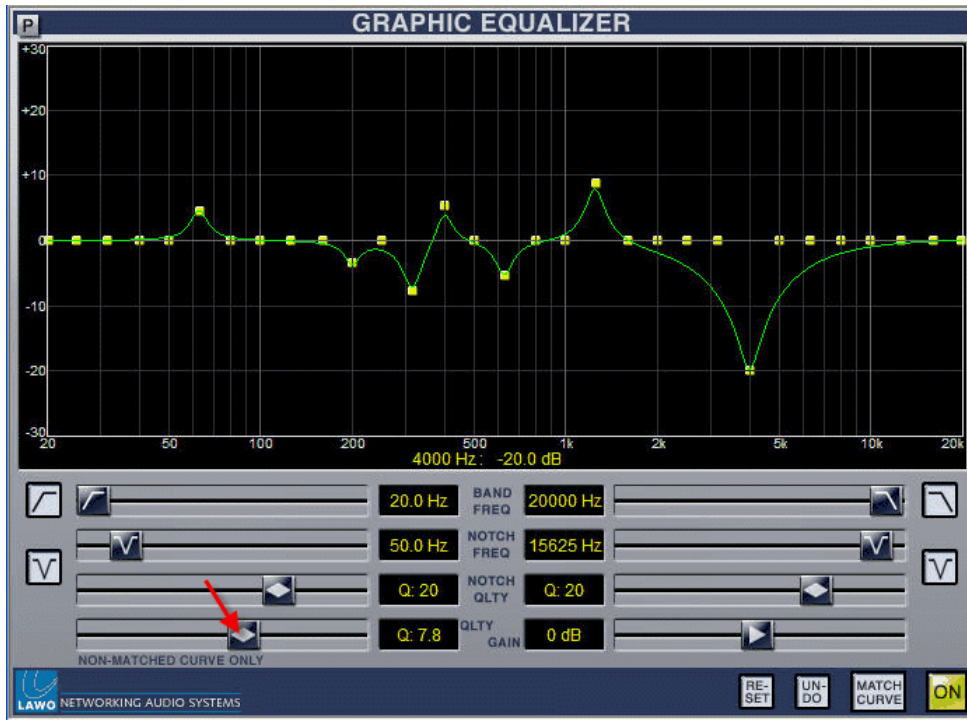 P GRAPHIC EQUALIZER
+30
+20
+10
0
-10
-20
-30
20 50 100 200 500 1k 2k 5k 10k 20k
4000 Hz: -20.0 dB
20.0 Hz BAND FREQ 20000 Hz
50.0 Hz NOTCH FREQ 15625 Hz
Q: 20 NOTCH QLTY Q: 20
Q: 7.8 QLTY GAIN 0 dB
NON-MATCHED CURVE ONLY
LAWO NETWORKING AUDIO SYSTEMS
RE-
SET
UN-
DO
MATCH
CURVE
ON